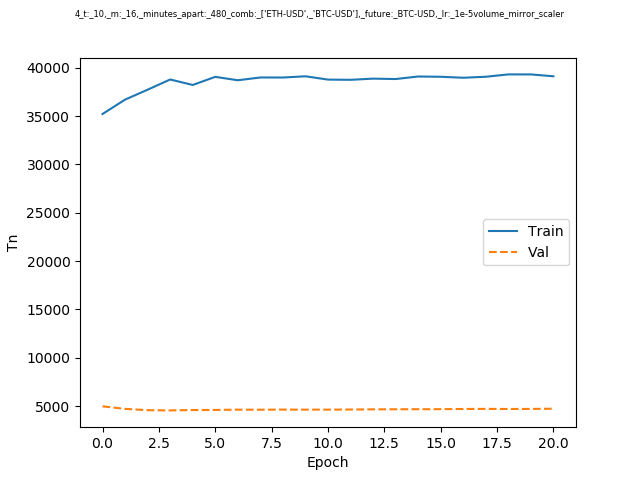 4_t:_10,_m:_16,_minutes_apart:_480_comb:_['ETH-USD',_'BTC-USD'],_future:_BTC-USD,_lr:_1e-5volume_mirror_scaler
40000
35000
30000
25000
20000
15000
10000
5000
Tn
Train
Val
0.0 2.5 5.0 7.5 10.0 12.5 15.0 17.5 20.0
Epoch